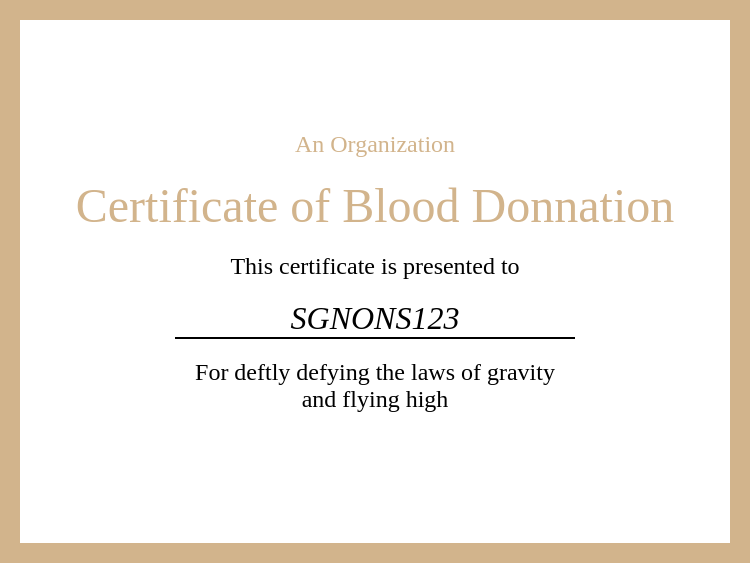 An Organization
Certificate of Blood Donnation
This certificate is presented to
SGNONS123
For deftly defying the laws of gravity
and flying high